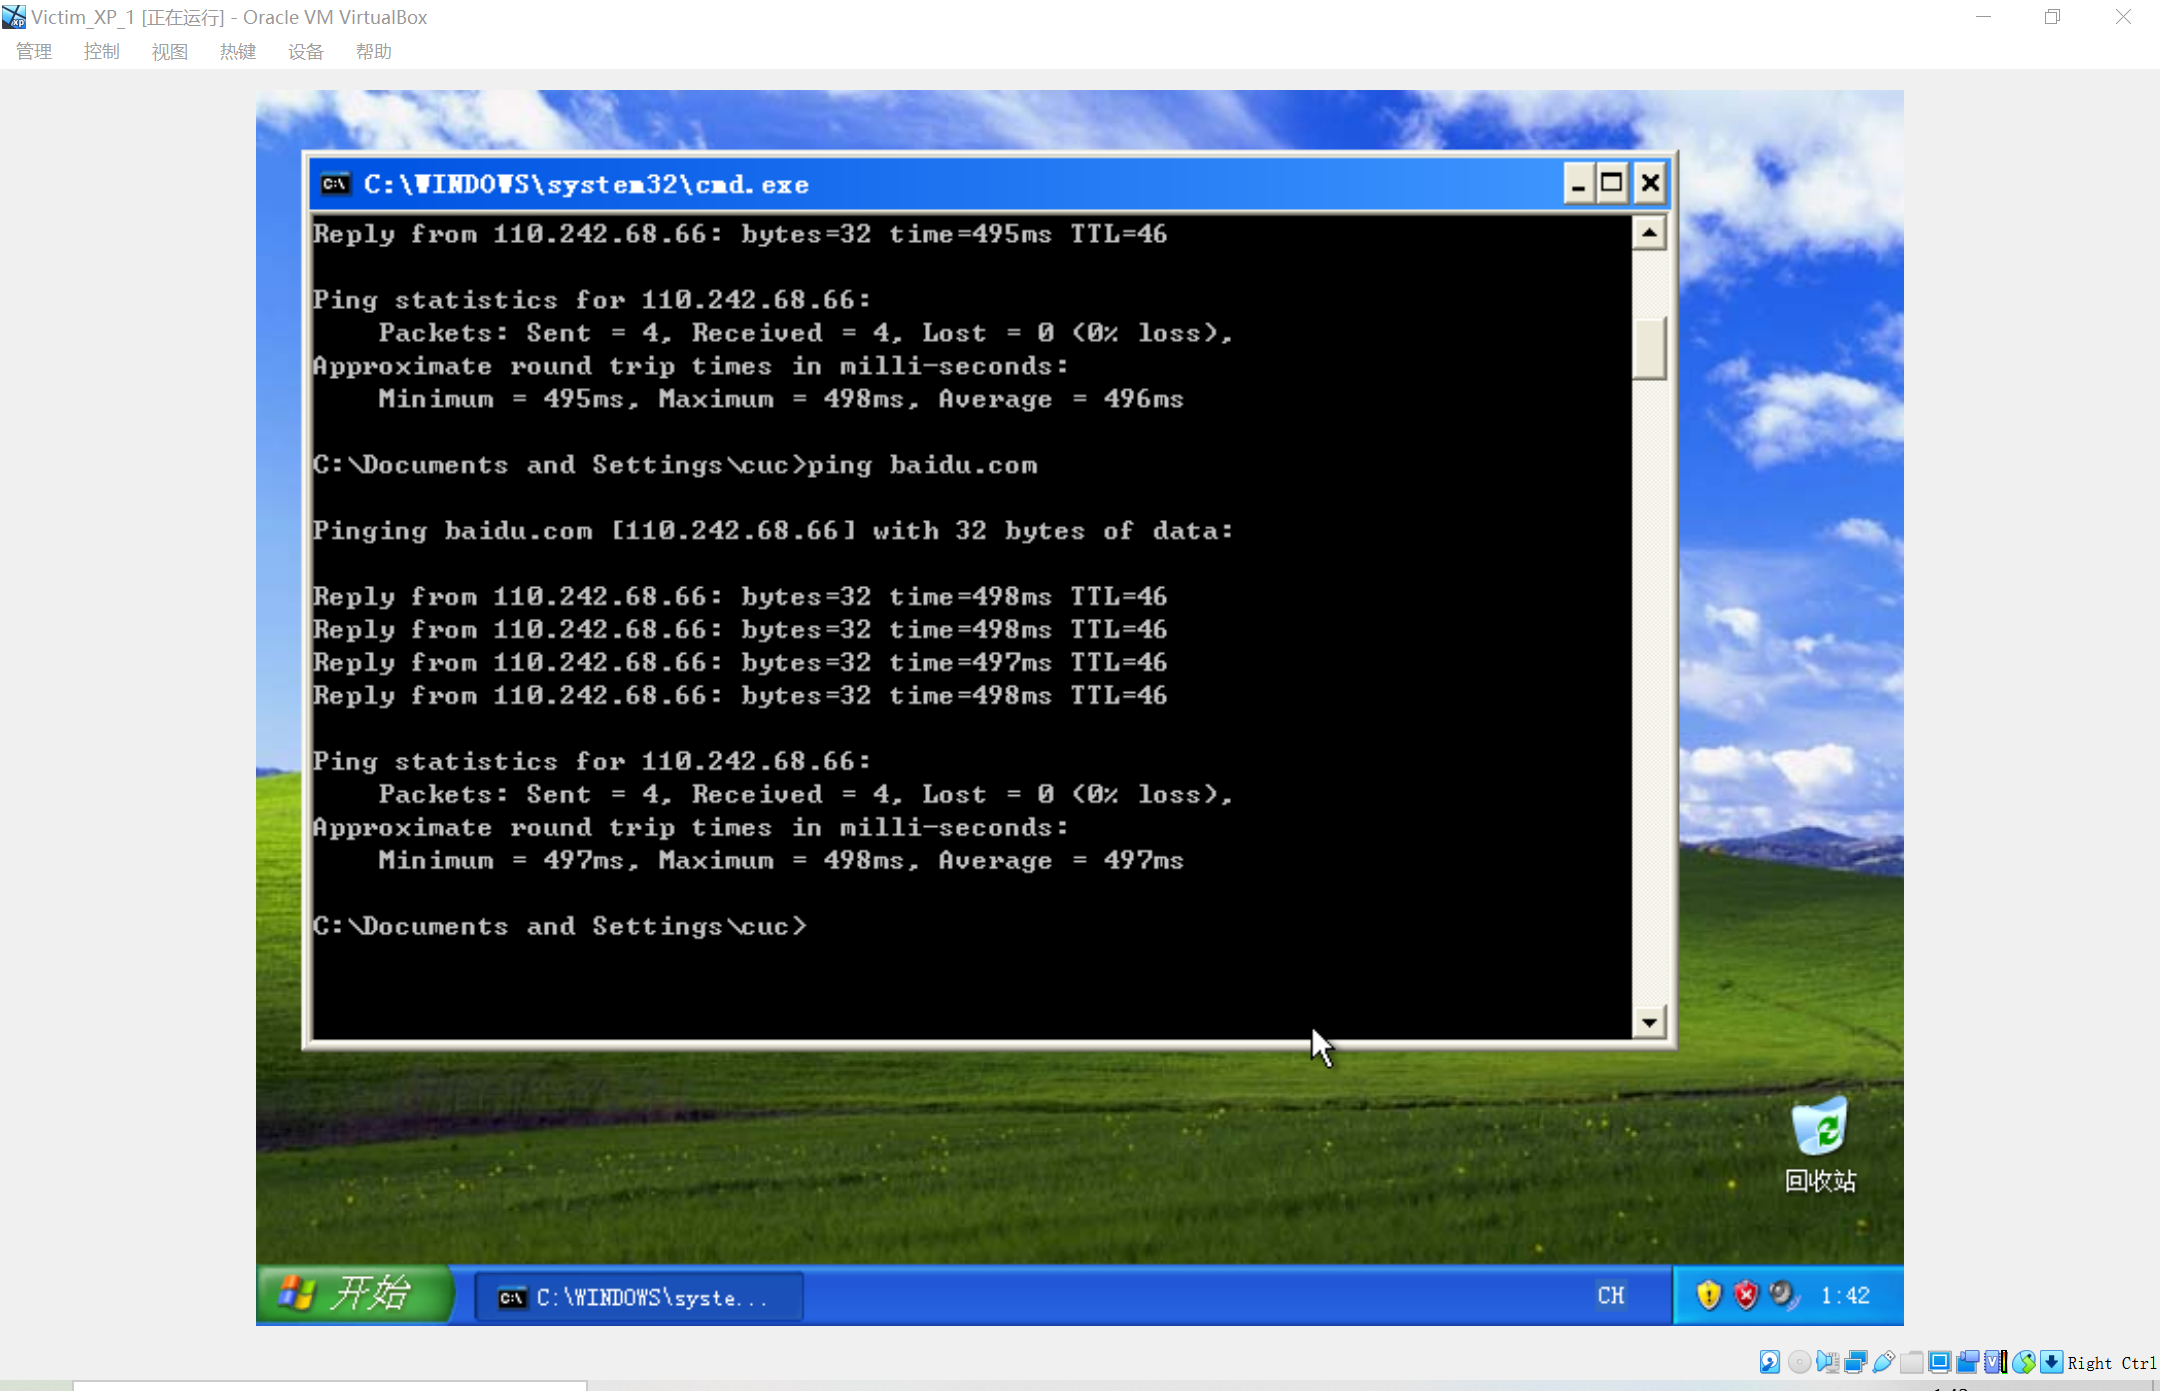 Victim_XP_1 [正在运行] - Oracle VM VirtualBox
管理 控制 视图 热键 设备 帮助
C:\WINDOWS\system32\cmd.exe
Reply from 110.242.68.66: bytes=32 time=495ms TTL=46
Ping statistics for 110.242.68.66:
Packets: Sent = 4, Received = 4, Lost = 0 (0% loss),
Approximate round trip times in milli-seconds:
Minimum = 495ms, Maximum = 498ms, Average = 496ms
C:\Documents and Settings\cuc>ping baidu.com
Pinging baidu.com [110.242.68.66] with 32 bytes of data:
Reply from 110.242.68.66: bytes=32 time=498ms TTL=46
Reply from 110.242.68.66: bytes=32 time=498ms TTL=46
Reply from 110.242.68.66: bytes=32 time=497ms TTL=46
Reply from 110.242.68.66: bytes=32 time=498ms TTL=46
Ping statistics for 110.242.68.66:
Packets: Sent = 4, Received = 4, Lost = 0 (0% loss),
Approximate round trip times in milli-seconds:
Minimum = 497ms, Maximum = 498ms, Average = 497ms
C:\Documents and Settings\cuc>
回收站
开始 C:\WINDOWS\syste... CH 1:42
Right Ctrl